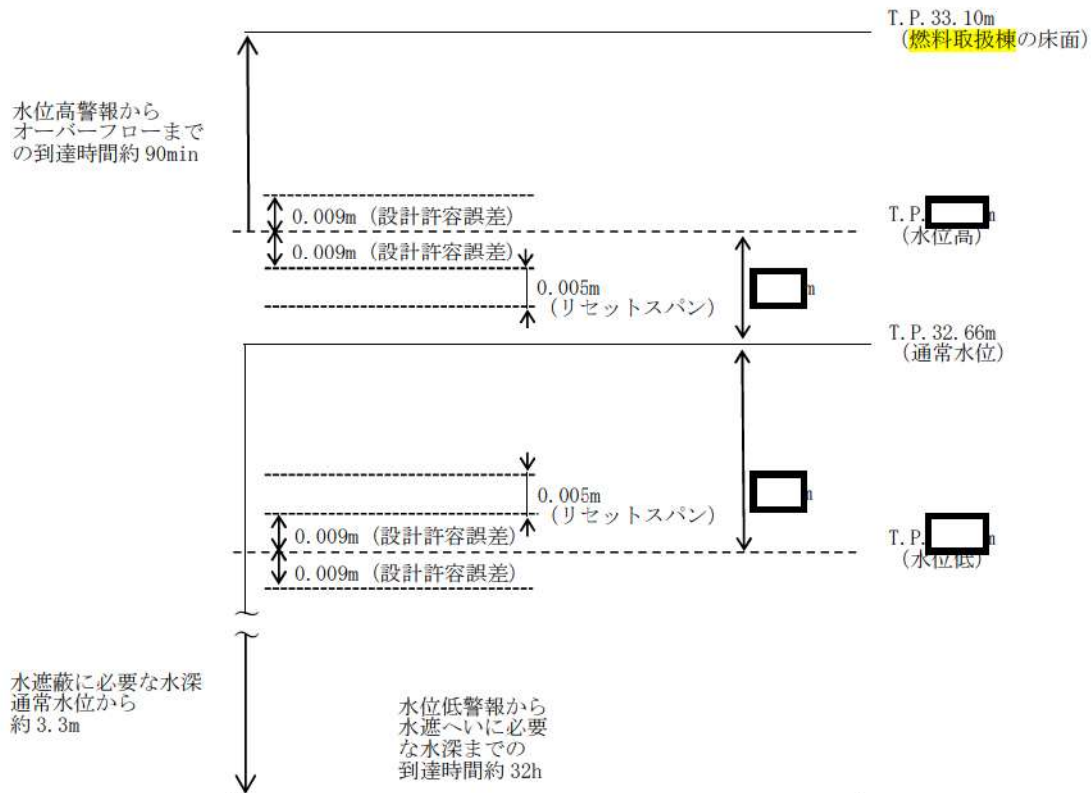 T.P.33.10m
(燃料取扱棟の床面)
水位高警報から
オーバーフローまで
の到達時間約 90min
0.009m (設計許容誤差)
T.P. m
(水位高)
0.009m (設計許容誤差)
0.005m
(リセットスパン)
m
T.P.32.66m
(通常水位)
0.005m
(リセットスパン)
m
0.009m (設計許容誤差)
T.P. m
(水位低)
0.009m (設計許容誤差)
水遮蔽に必要な水深
通常水位から
約 3.3m
水位低警報から
水遮へいに必要
な水深までの
到達時間約 32h